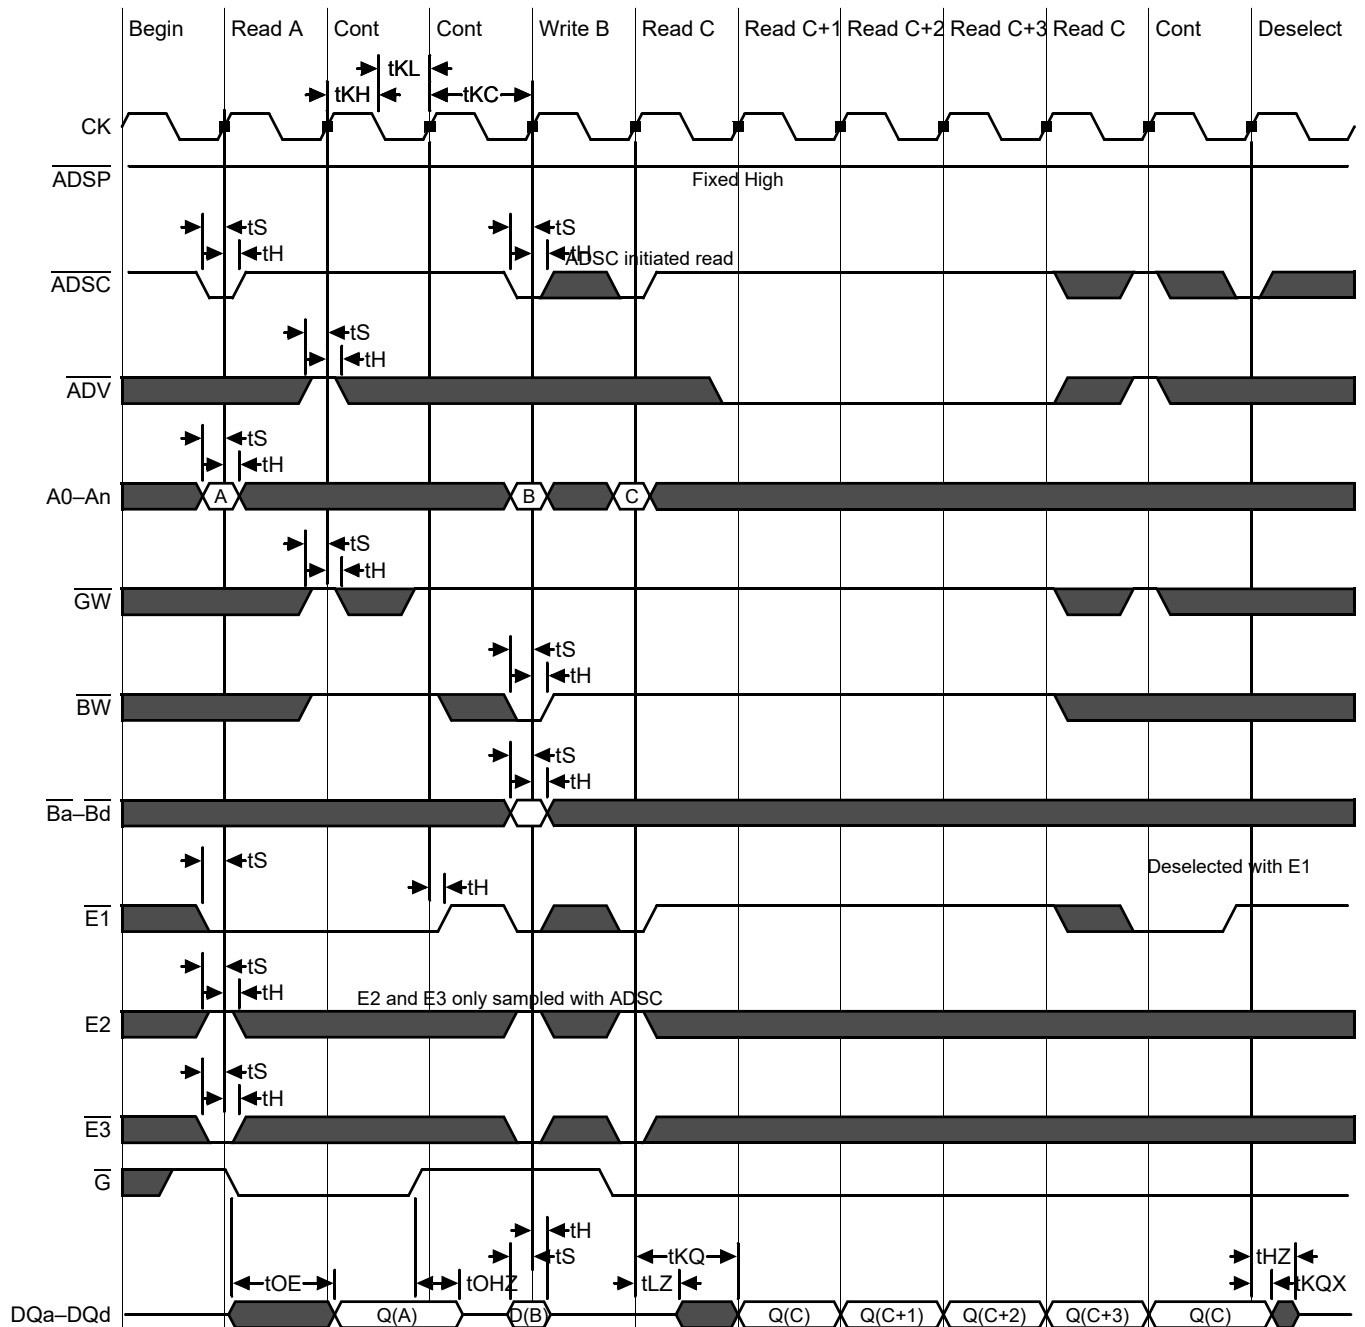 Begin Read A Cont Cont Write B Read C Read C+1 Read C+2 Read C+3 Read C Cont Deselect
tKL
tKH tKC
CK
ADSP
Fixed High
tS tS
tH tH
ADSC initiated read
ADSC
tS
tH
ADV
tS
tH
A0–An A B C
tS
tH
GW
tS
tH
BW
tS
tH
Ba–Bd
tS
Deselected with E1
tH
E1
tS
tH
E2 and E3 only sampled with ADSC
E2
tS
tH
E3
G
tH
tS tKQ tHZ
tOE tOHZ tLZ tKQX
DQa–DQd Q(A) D(B) Q(C) Q(C+1) Q(C+2) Q(C+3) Q(C)